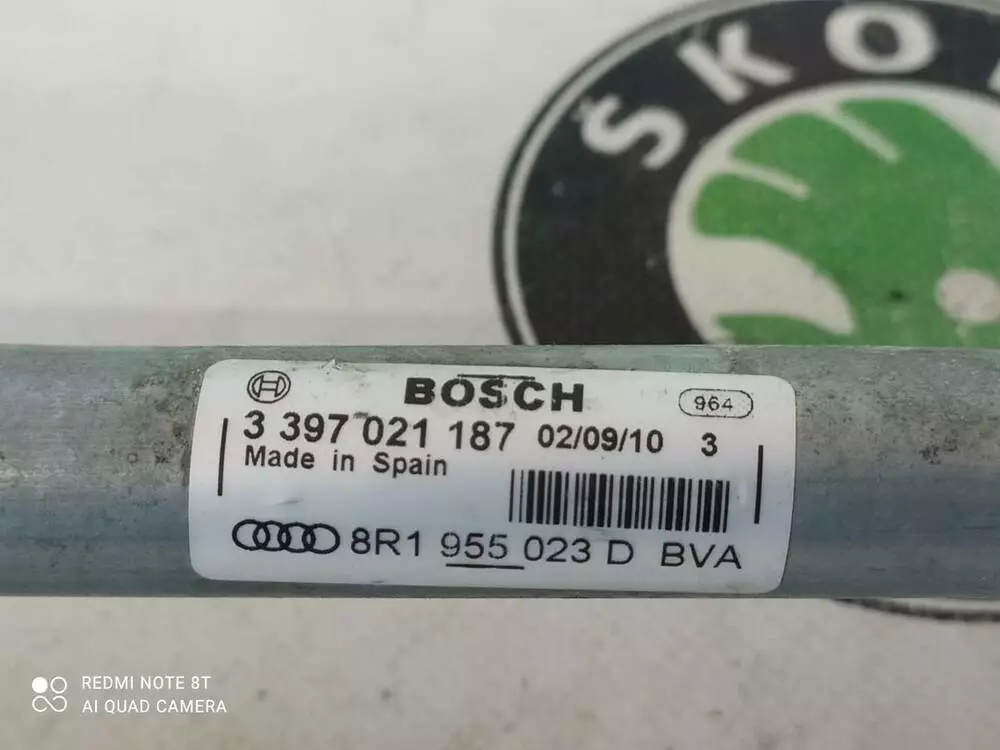 ŠKO
BOSCH
964
3 397 021 187 02/09/10 3
Made in Spain
8R1 955 023 D BVA
REDMI NOTE 8T
AI QUAD CAMERA